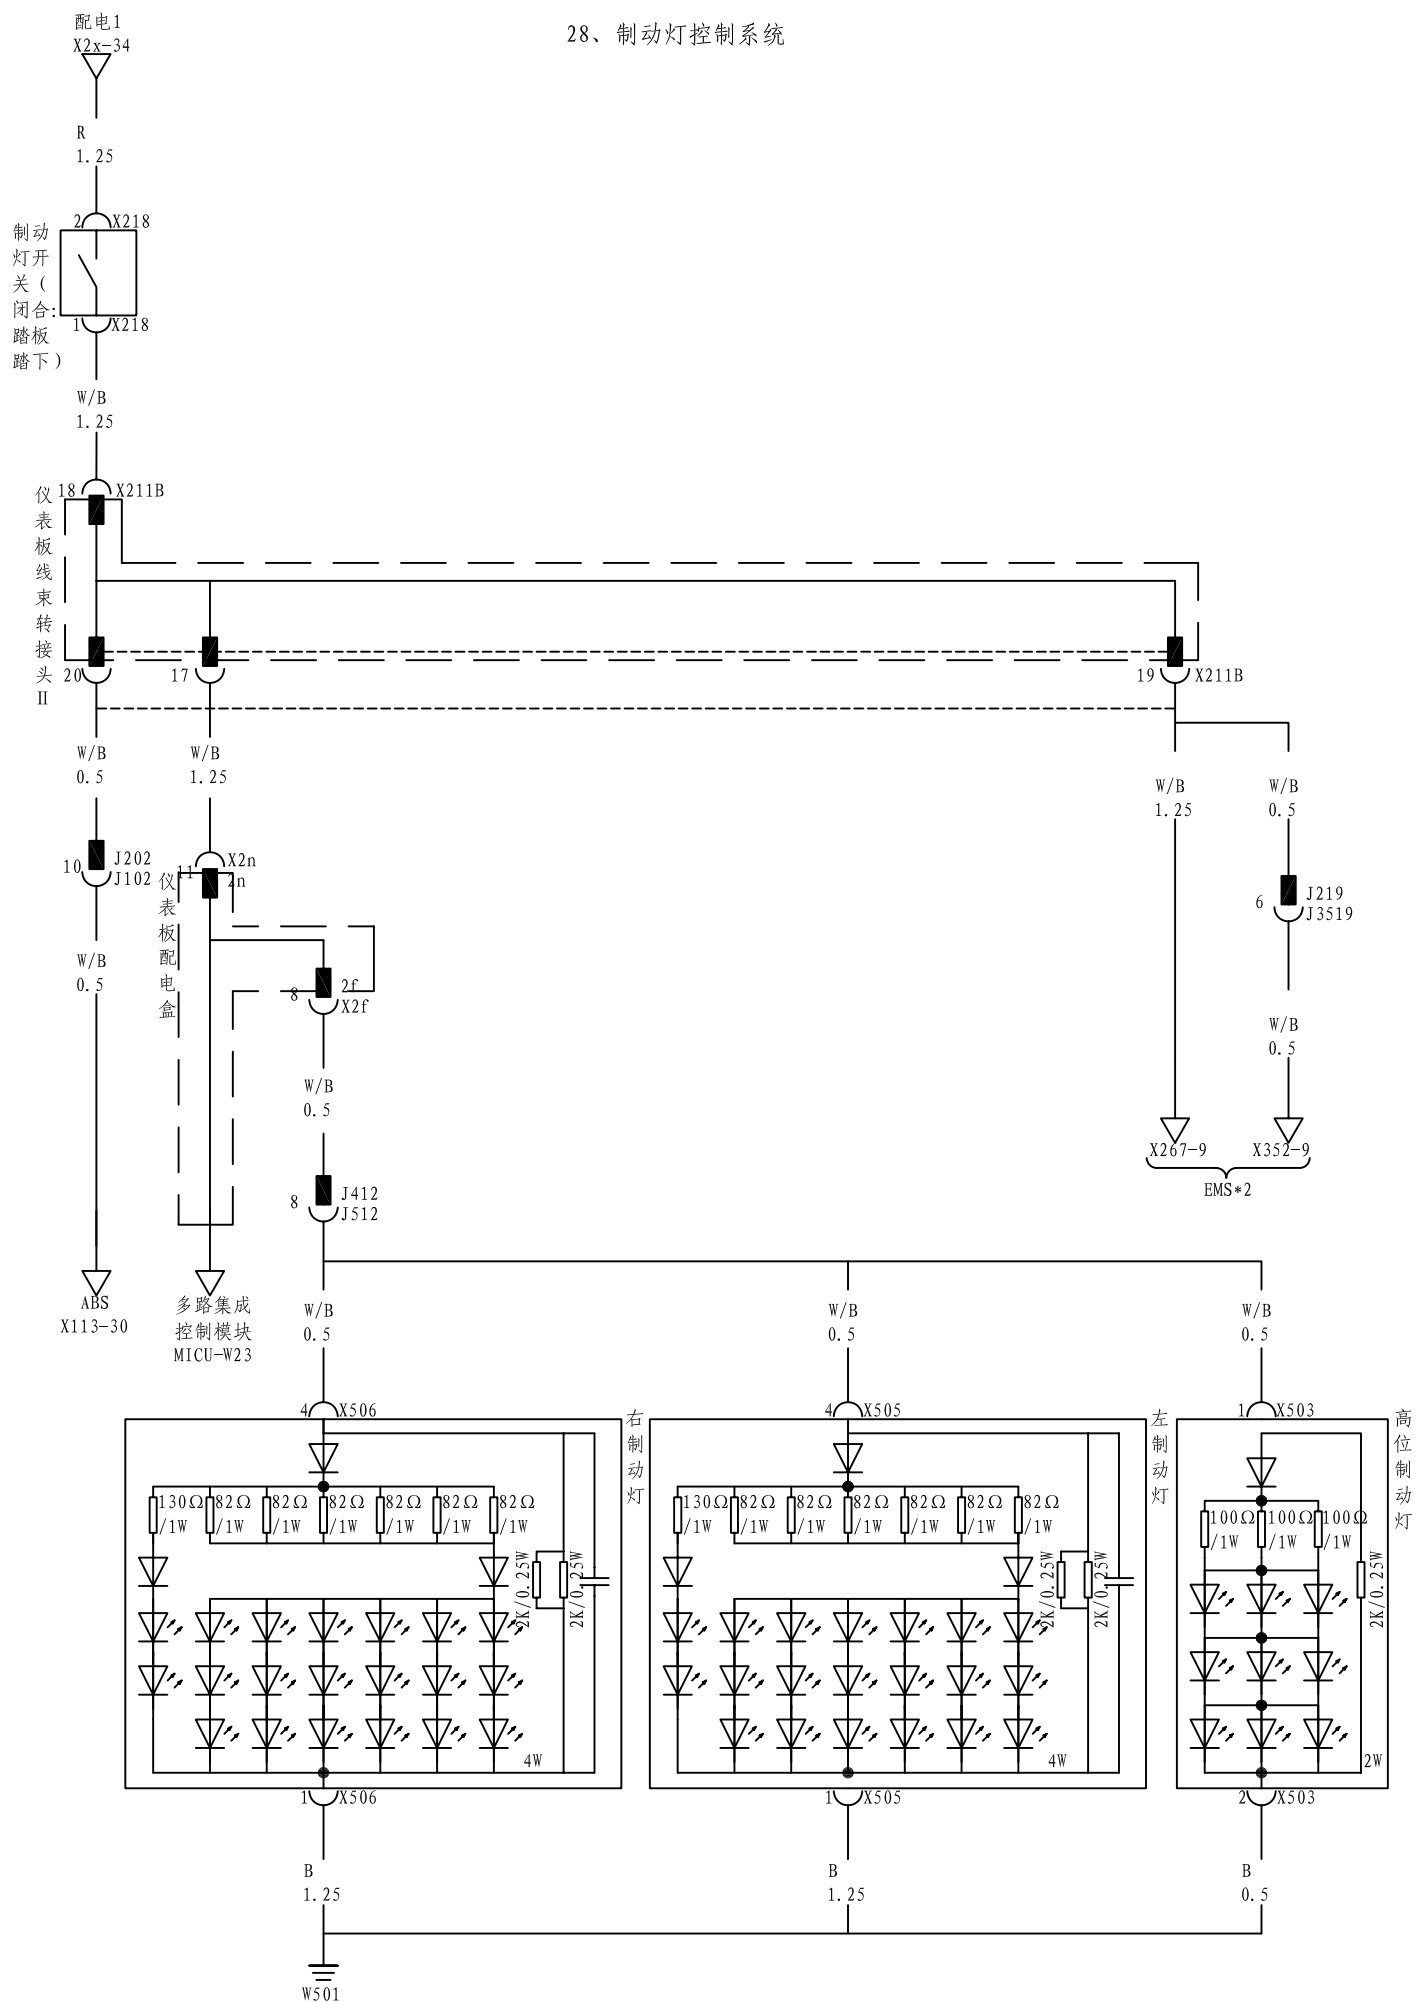 28、制动灯控制系统
配电1
X2x-34
R
1.25
2
X218
制动
灯开
关（
闭合:
踏板
踏下）
1
X218
W/B
1.25
18
X211B
仪表板线束转接头Ⅱ
20
17
19
X211B
W/B
0.5
W/B
1.25
W/B
1.25
W/B
0.5
10
J202
J102
11
X2n
2n
仪表板配电盒
6
J219
J3519
W/B
0.5
8
2f
X2f
W/B
0.5
W/B
0.5
X267-9
X352-9
EMS*2
8
J412
J512
ABS
X113-30
多路集成
控制模块
MICU-W23
W/B
0.5
W/B
0.5
W/B
0.5
4
X506
右制动灯
4
X505
左制动灯
1
X503
高位制动灯
130Ω
/1W
82Ω
/1W
82Ω
/1W
82Ω
/1W
82Ω
/1W
82Ω
/1W
82Ω
/1W
2K/0.25W
2K/0.25W
4W
130Ω
/1W
82Ω
/1W
82Ω
/1W
82Ω
/1W
82Ω
/1W
82Ω
/1W
82Ω
/1W
2K/0.25W
2K/0.25W
4W
100Ω
/1W
100Ω
/1W
100Ω
/1W
2K/0.25W
2W
1
X506
1
X505
2
X503
B
1.25
B
1.25
B
0.5
W501